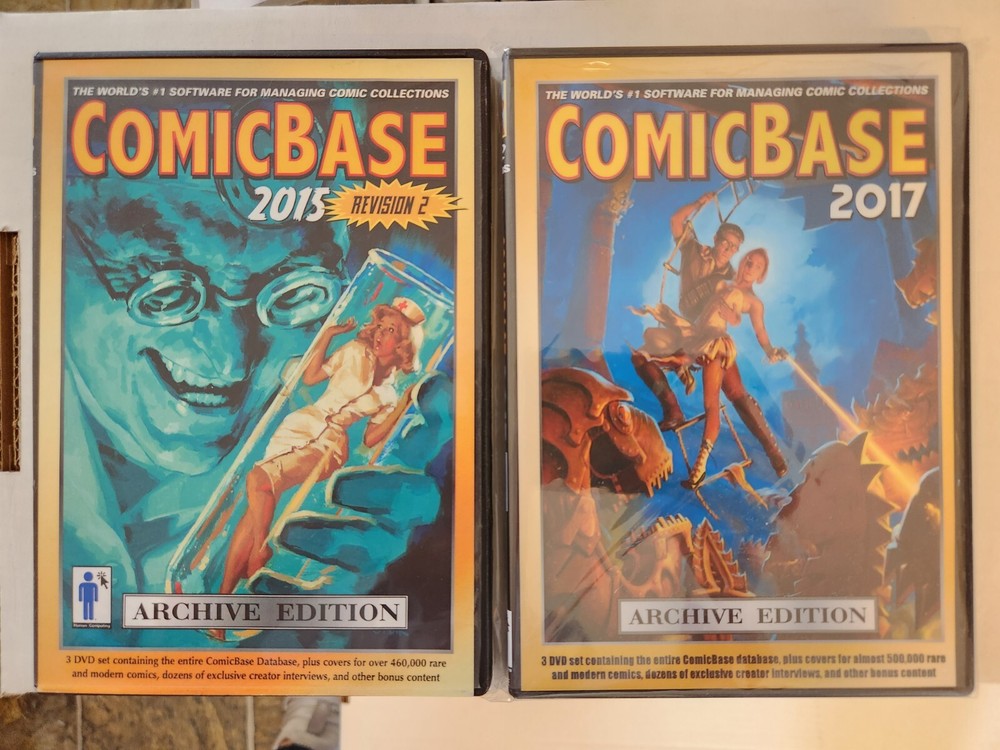 THE WORLD'S #1 SOFTWARE FOR MANAGING COMIC COLLECTIONS
COMICBASE
2015 REVISION 2
Human Computing
ARCHIVE EDITION
3 DVD set containing the entire ComicBase Database, plus covers for over 460,000 rare
and modern comics, dozens of exclusive creator interviews, and other bonus content
THE WORLD'S #1 SOFTWARE FOR MANAGING COMIC COLLECTIONS
COMICBASE
2017
ARCHIVE EDITION
3 DVD set containing the entire ComicBase database, plus covers for almost 500,000 rare
and modern comics, dozens of exclusive creator interviews, and other bonus content